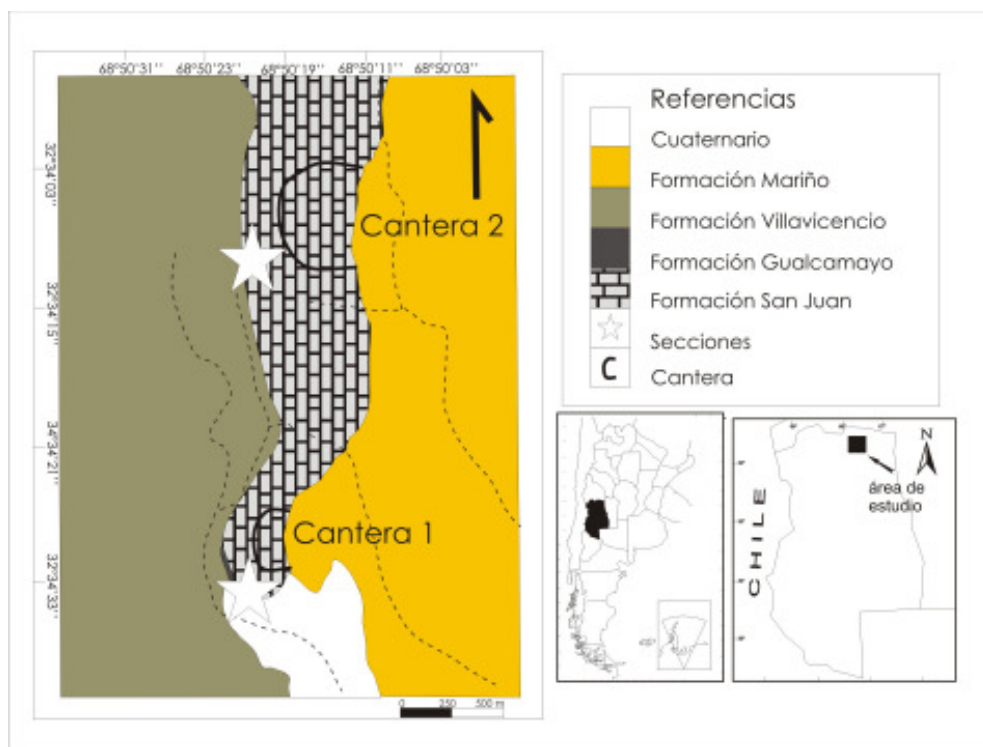 68°50'31'' 68°50'23'' 68°50'19'' 68°50'11'' 68°50'03''
32°34'03''
32°34'15''
34°34'21''
32°34'33''
Cantera 2
Cantera 1
0 250 500 m
Referencias
Cuaternario
Formación Mariño
Formación Villavicencio
Formación Gualcamayo
Formación San Juan
Secciones
C Cantera
N
área de
estudio
CHILE